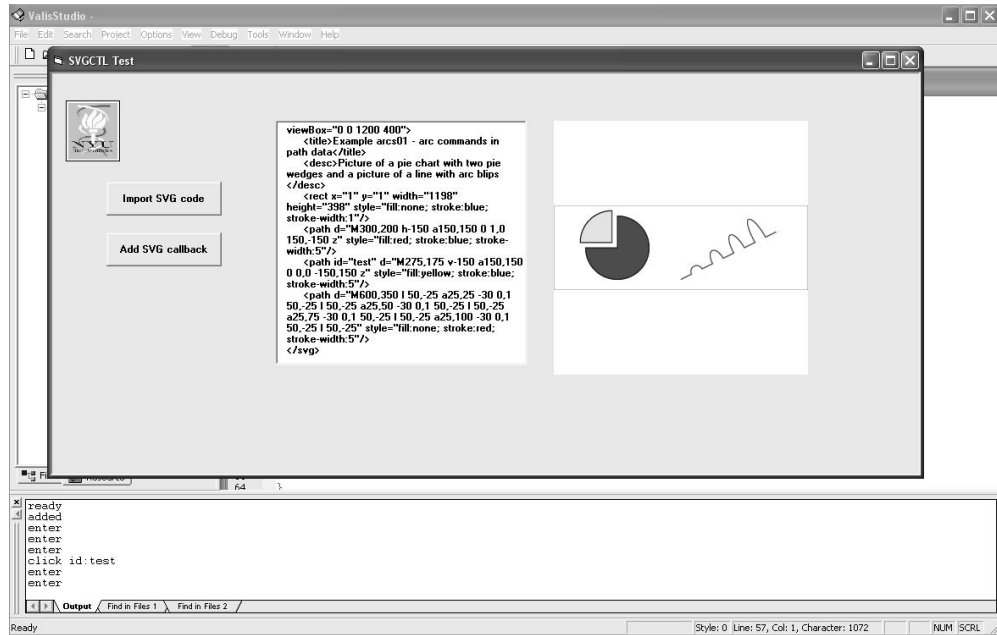 ValisStudio -
File Edit Search Project Options View Debug Tools Window Help
SVGCTL Test
Import SVG code
Add SVG callback
viewBox="0 0 1200 400">
<title>Example arcs01 - arc commands in
path data</title>
<desc>Picture of a pie chart with two pie
wedges and a picture of a line with arc blips
</desc>
<rect x="1" y="1" width="1198"
height="398" style="fill:none; stroke:blue;
stroke-width:1"/>
<path d="M300,200 h-150 a150,150 0 1,0
150,-150 z" style="fill:red; stroke:blue; stroke-
width:5"/>
<path id="test" d="M275,175 v-150 a150,150
0 0,0 -150,150 z" style="fill:yellow; stroke:blue;
stroke-width:5"/>
<path d="M600,350 l 50,-25 a25,25 -30 0,1
50,-25 l 50,-25 a25,50 -30 0,1 50,-25 l 50,-25
a25,75 -30 0,1 50,-25 l 50,-25 a25,100 -30 0,1
50,-25 l 50,-25" style="fill:none; stroke:red;
stroke-width:5"/>
</svg>
64 }
ready
added
enter
enter
enter
click id:test
enter
enter
Output Find in Files 1 Find in Files 2
Ready Style: 0 Line: 57, Col: 1, Character: 1072 NUM SCRL